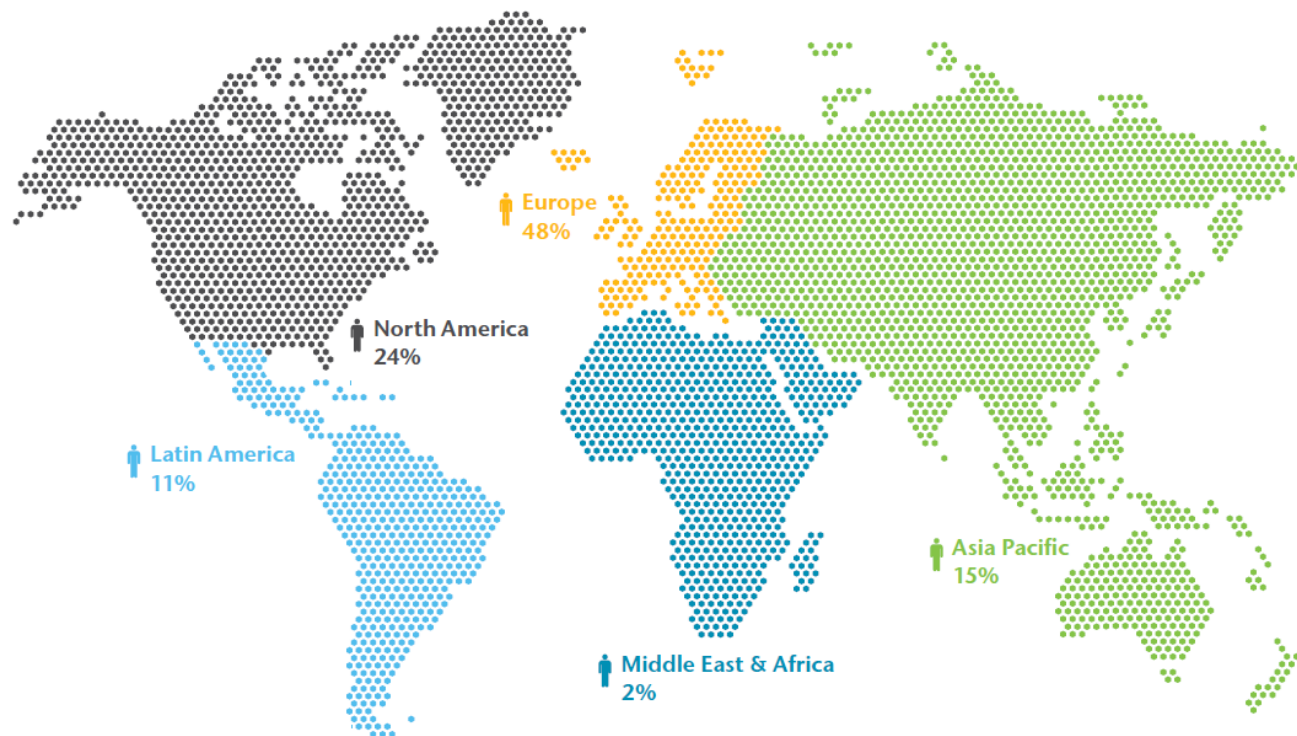 Europe
48%
North America
24%
Latin America
11%
Asia Pacific
15%
Middle East & Africa
2%